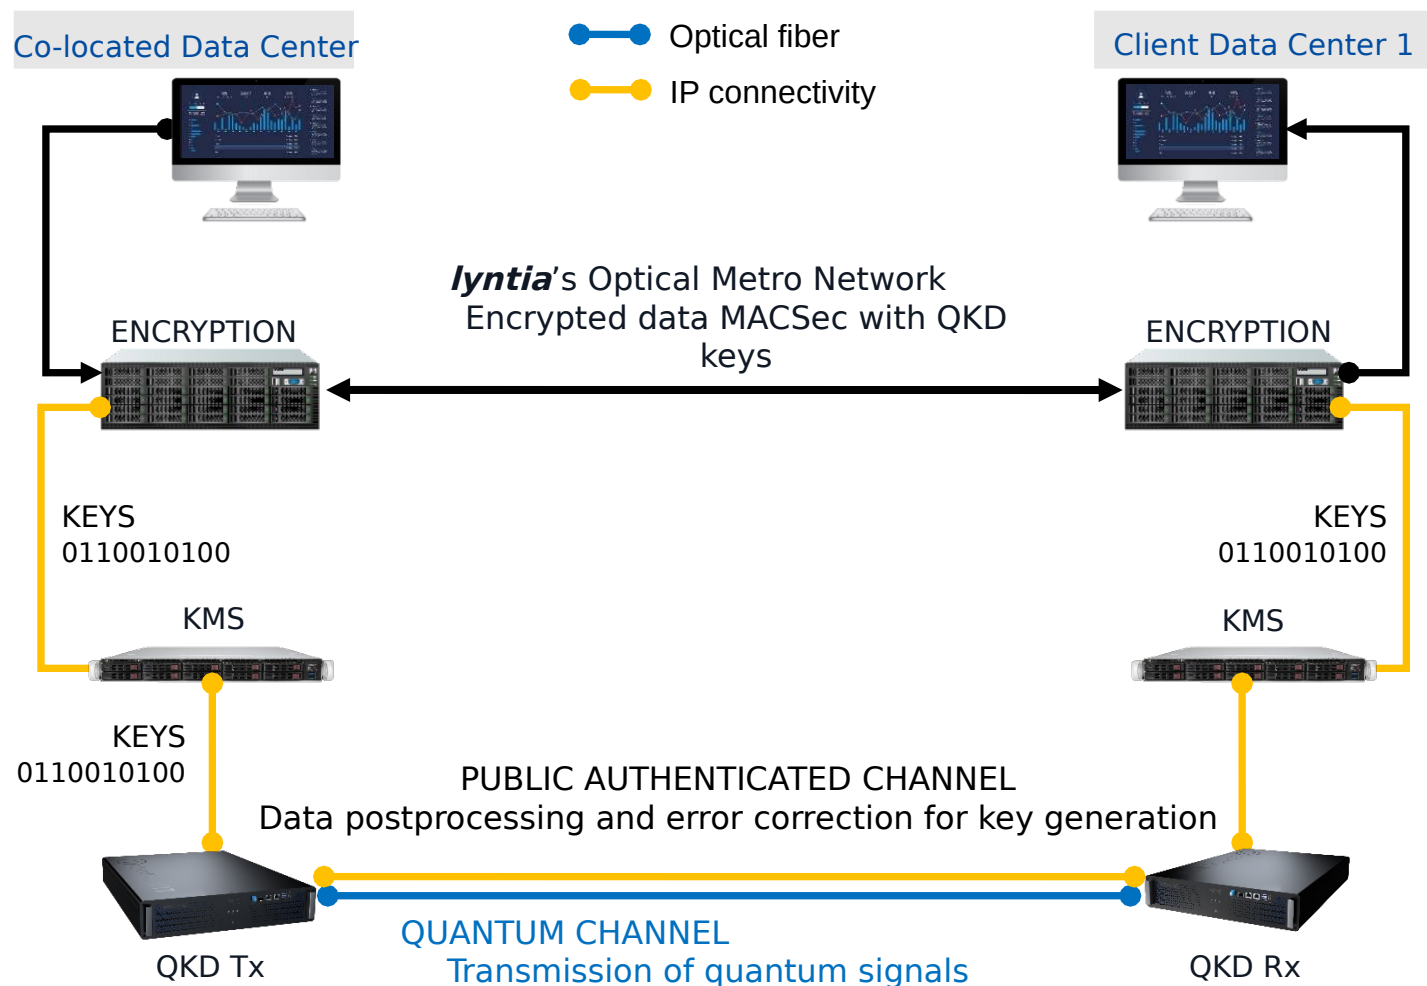 Co-located Data Center
Optical fiber
IP connectivity
Client Data Center 1
lyntia's Optical Metro Network
Encrypted data MACSec with QKD
keys
ENCRYPTION
ENCRYPTION
KEYS
0110010100
KEYS
0110010100
KMS
KMS
KEYS
0110010100
PUBLIC AUTHENTICATED CHANNEL
Data postprocessing and error correction for key generation
QUANTUM CHANNEL
Transmission of quantum signals
QKD Tx
QKD Rx